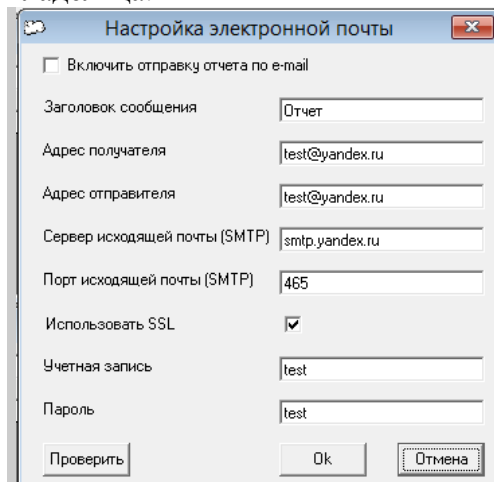 Настройка электронной почты
Включить отправку отчета по e-mail
Заголовок сообщения Отчет
Адрес получателя test@yandex.ru
Адрес отправителя test@yandex.ru
Сервер исходящей почты (SMTP) smtp.yandex.ru
Порт исходящей почты (SMTP) 465
Использовать SSL
Учетная запись test
Пароль test
Проверить Ok Отмена